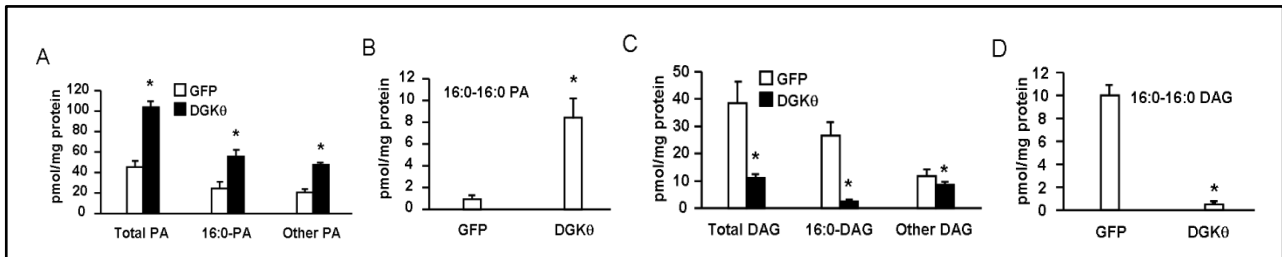 A
pmol/mg protein
120
100
80
60
40
20
0
GFP
DGKθ
*
*
*
Total PA 16:0-PA Other PA
B
pmol/mg protein
12
10
8
6
4
2
0
16:0-16:0 PA
*
GFP DGKθ
C
pmol/mg protein
50
40
30
20
10
0
GFP
DGKθ
*
*
*
Total DAG 16:0-DAG Other DAG
D
pmol/mg protein
12
10
8
6
4
2
0
16:0-16:0 DAG
*
GFP DGKθ